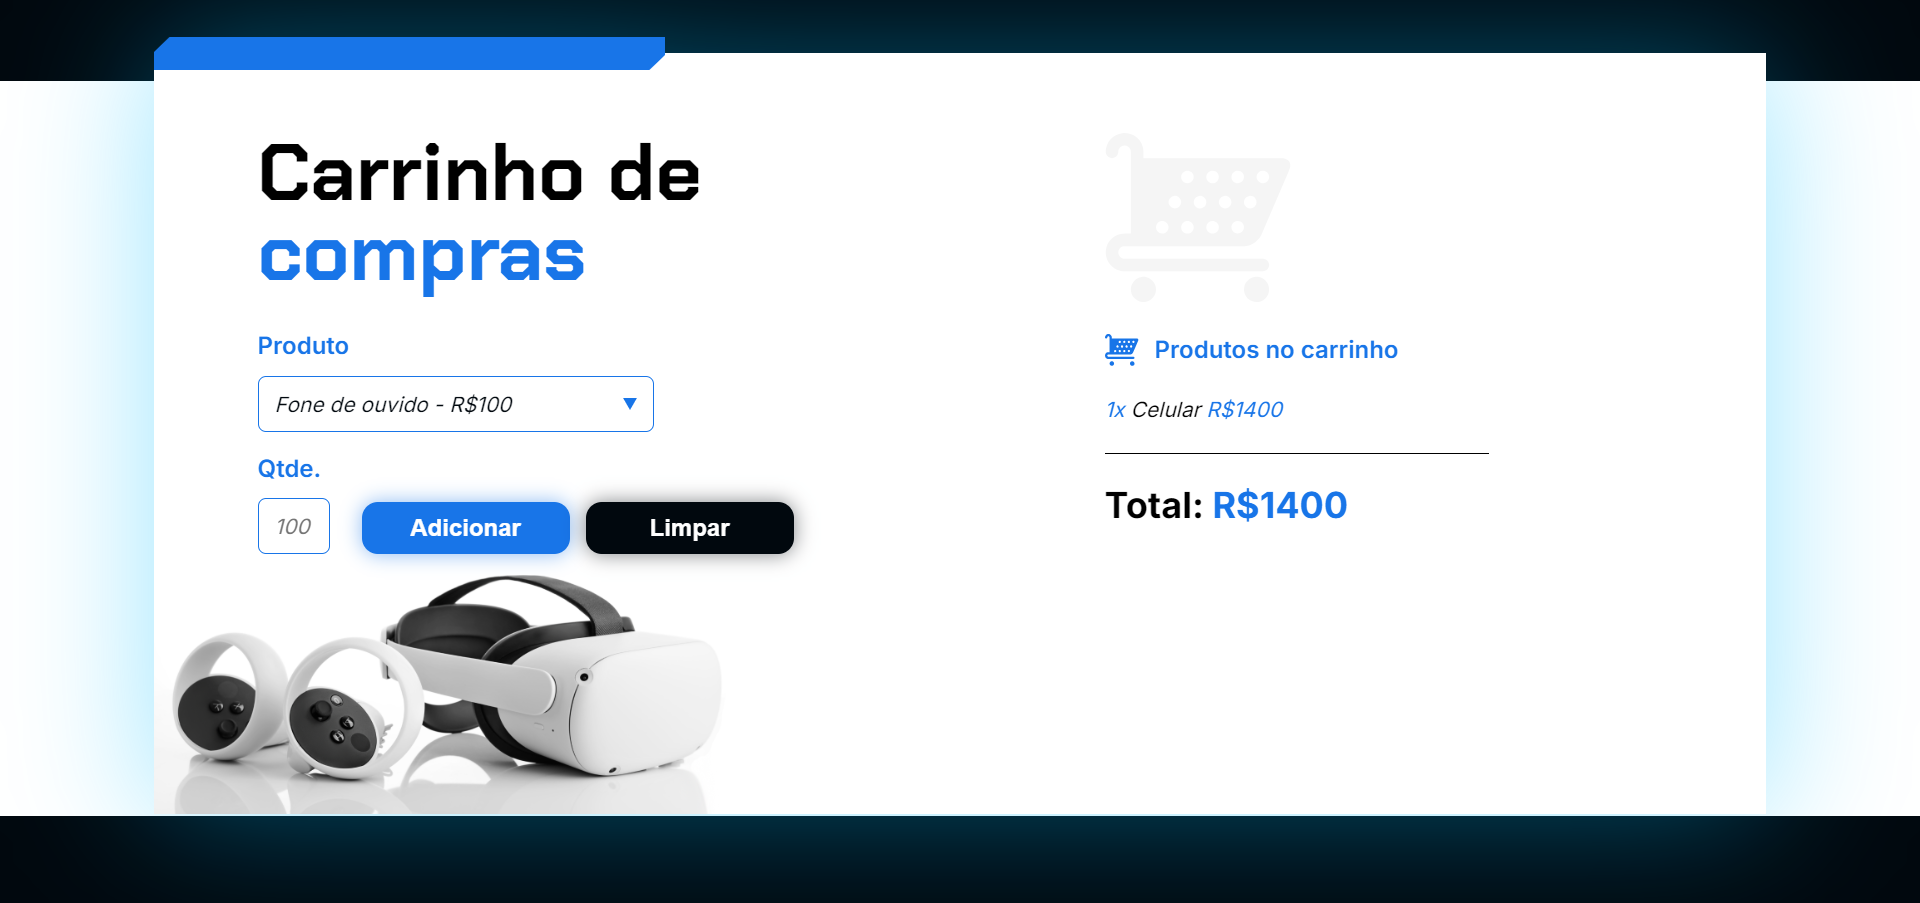 Carrinho de
compras
Produto
Fone de ouvido - R$100
Qtde.
100
Adicionar
Limpar
Produtos no carrinho
1x Celular R$1400
Total: R$1400